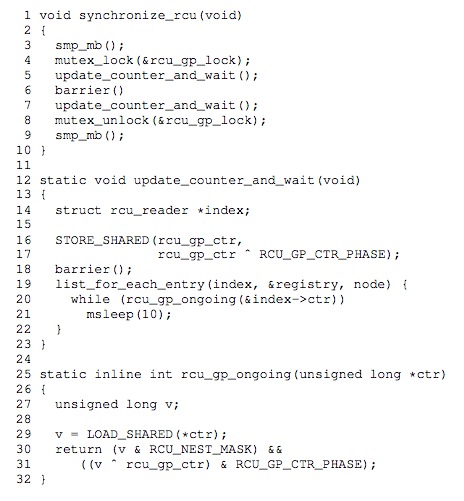 1 void synchronize_rcu(void)
2 {
3   smp_mb();
4   mutex_lock(&rcu_gp_lock);
5   update_counter_and_wait();
6   barrier()
7   update_counter_and_wait();
8   mutex_unlock(&rcu_gp_lock);
9   smp_mb();
10 }
11
12 static void update_counter_and_wait(void)
13 {
14   struct rcu_reader *index;
15
16   STORE_SHARED(rcu_gp_ctr,
17                rcu_gp_ctr ^ RCU_GP_CTR_PHASE);
18   barrier();
19   list_for_each_entry(index, &registry, node) {
20     while (rcu_gp_ongoing(&index->ctr))
21       msleep(10);
22   }
23 }
24
25 static inline int rcu_gp_ongoing(unsigned long *ctr)
26 {
27   unsigned long v;
28
29   v = LOAD_SHARED(*ctr);
30   return (v & RCU_NEST_MASK) &&
31      ((v ^ rcu_gp_ctr) & RCU_GP_CTR_PHASE);
32 }